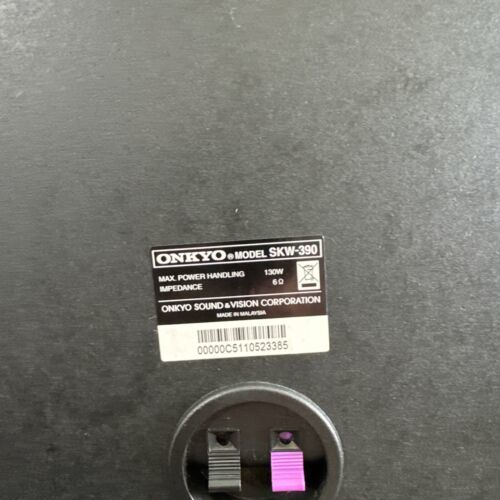 ONKYO® MODEL SKW-390
MAX. POWER HANDLING 130W
IMPEDANCE 6Ω
ONKYO SOUND & VISION CORPORATION
MADE IN MALAYSIA
00000C5110523385